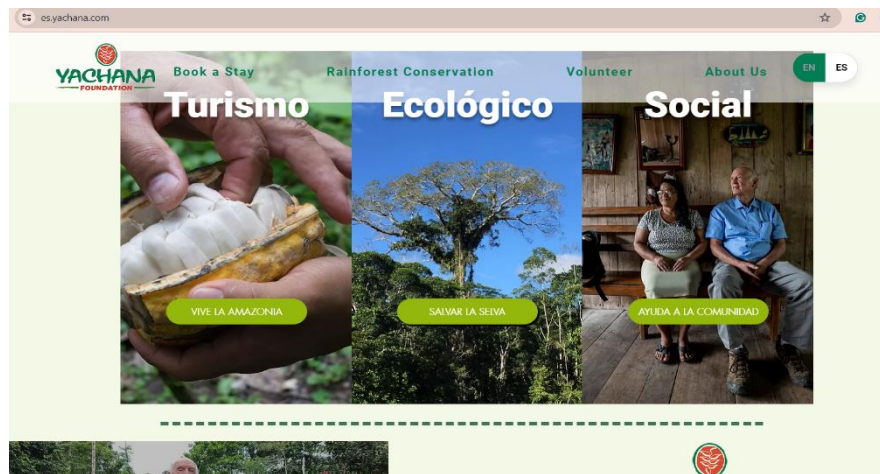 es.yachana.com
YACHANA
FOUNDATION
Book a Stay
Rainforest Conservation
Volunteer
About Us
EN
ES
Turismo
Ecológico
Social
VIVE LA AMAZONIA
SALVAR LA SELVA
AYUDA A LA COMUNIDAD